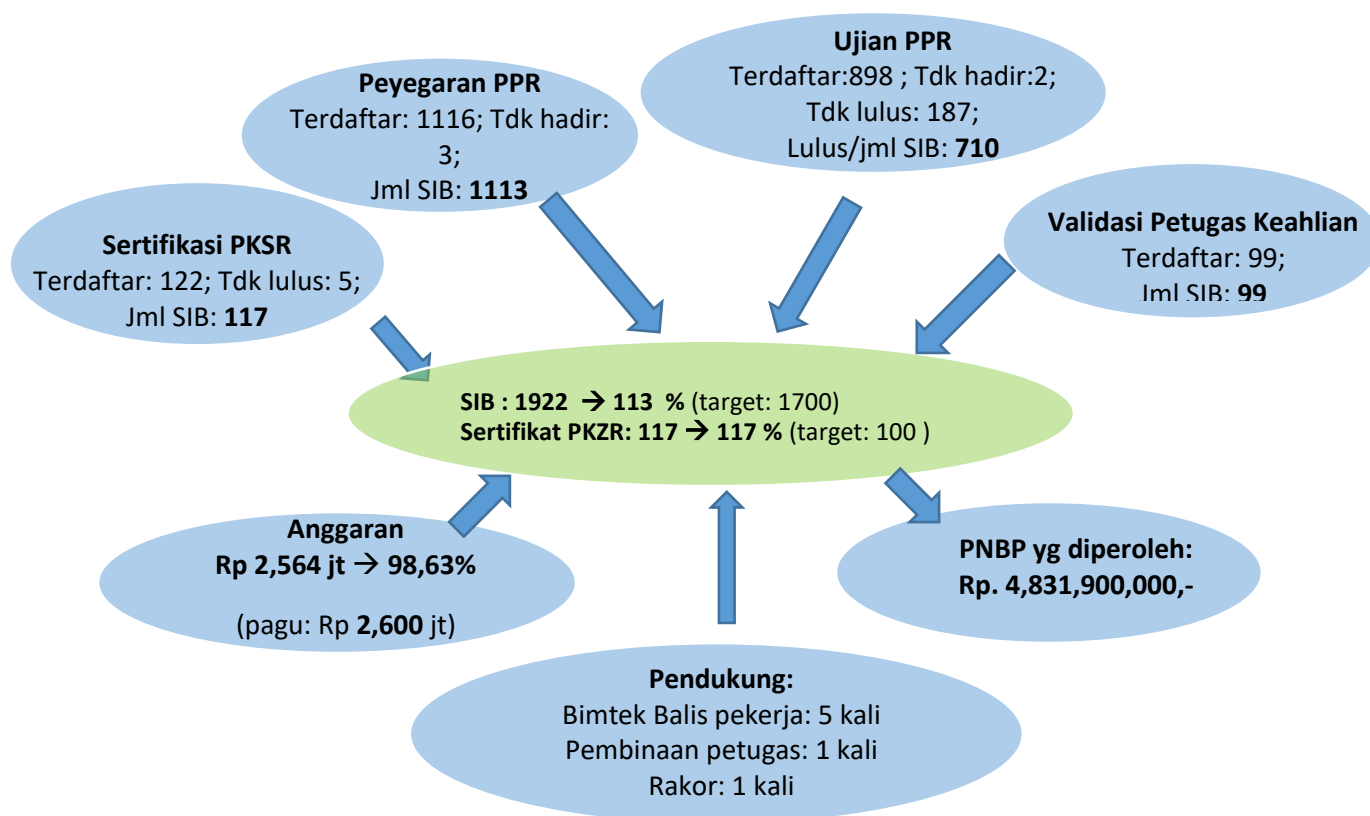 Ujian PPR
Terdaftar:898 ; Tdk hadir:2;
Tdk lulus: 187;
Lulus/jml SIB: 710
Peyegaran PPR
Terdaftar: 1116; Tdk hadir:
3;
Jml SIB: 1113
Sertifikasi PKSR
Terdaftar: 122; Tdk lulus: 5;
Jml SIB: 117
Validasi Petugas Keahlian
Terdaftar: 99;
Jml SIB: 99
SIB : 1922 → 113 % (target: 1700)
Sertifikat PKZR: 117 → 117 % (target: 100 )
Anggaran
Rp 2,564 jt → 98,63%
(pagu: Rp 2,600 jt)
PNBP yg diperoleh:
Rp. 4,831,900,000,-
Pendukung:
Bimtek Balis pekerja: 5 kali
Pembinaan petugas: 1 kali
Rakor: 1 kali